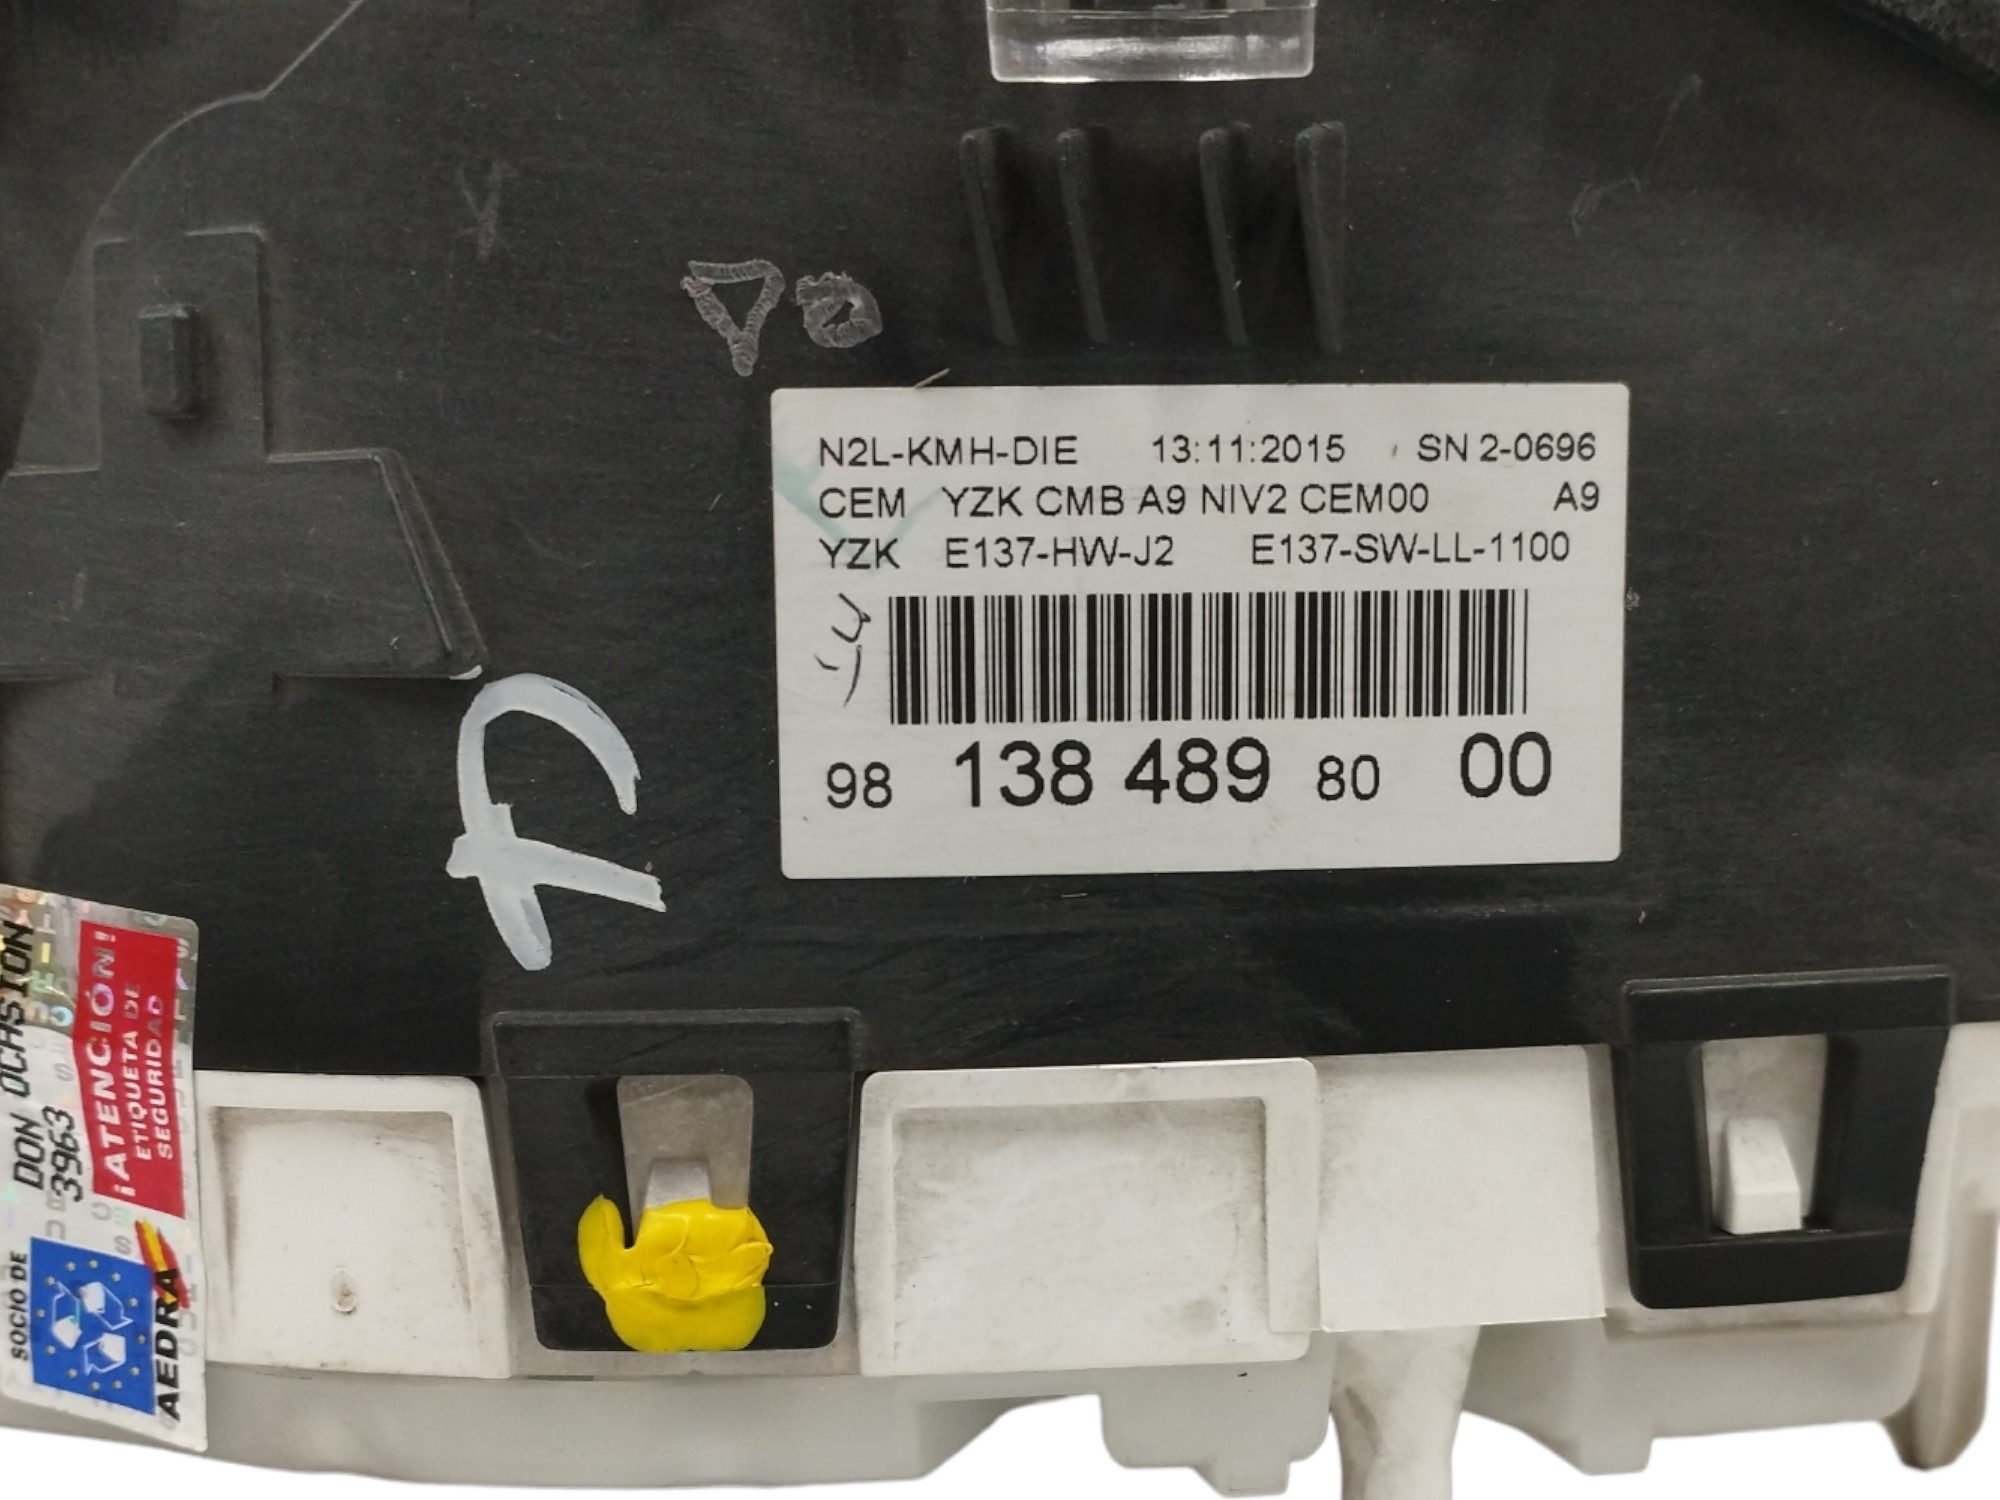 N2L-KMH-DIE 13:11:2015 SN 2-0696
CEM YZK CMB A9 NIV2 CEM00 A9
YZK E137-HW-J2 E137-SW-LL-1100
98 138 489 80 00
DON OCASION
3963
¡ATENCIÓN!
ETIQUETA DE
SEGURIDAD
SOCIO DE
AEDRA